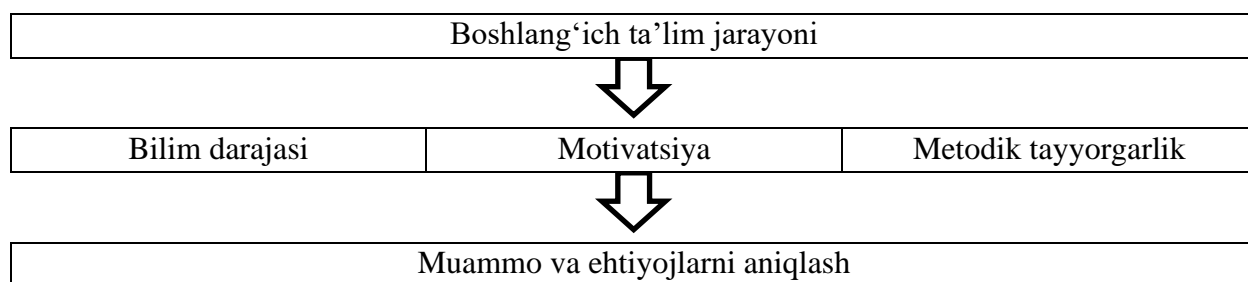 Boshlang‘ich ta’lim jarayoni
Bilim darajasi
Motivatsiya
Metodik tayyorgarlik
Muammo va ehtiyojlarni aniqlash